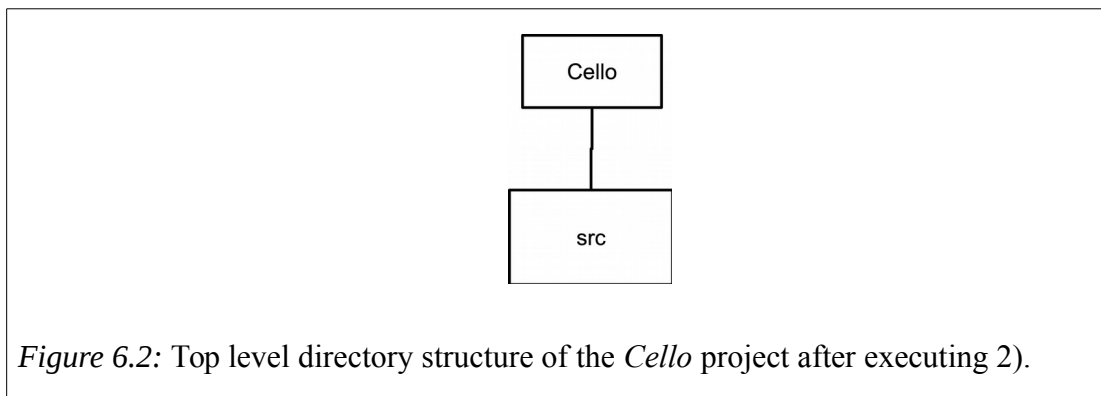 Cello
src
Figure 6.2: Top level directory structure of the Cello project after executing 2).